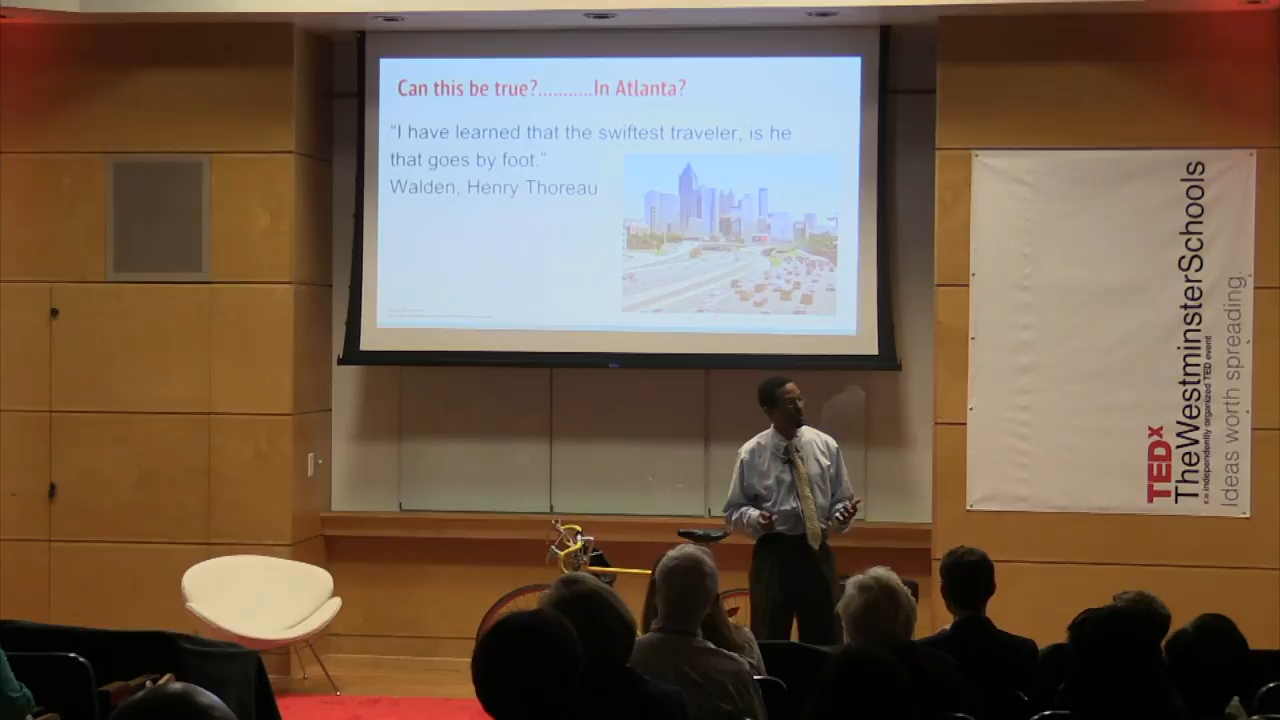 Can this be true?...........In Atlanta?
“I have learned that the swiftest traveler, is he
that goes by foot.”
Walden, Henry Thoreau
TEDx
TheWestminsterSchools
x = independently organized TED event
Ideas worth spreading.